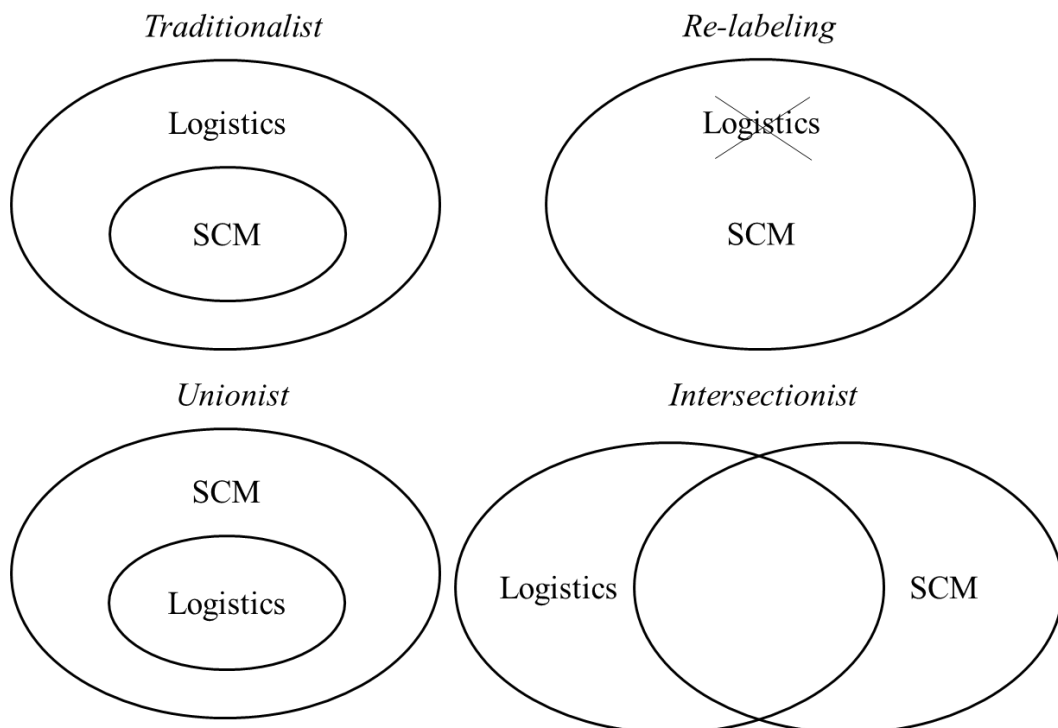 Traditionalist
Logistics
SCM
Re-labeling
Logistics
SCM
Unionist
SCM
Logistics
Intersectionist
Logistics
SCM